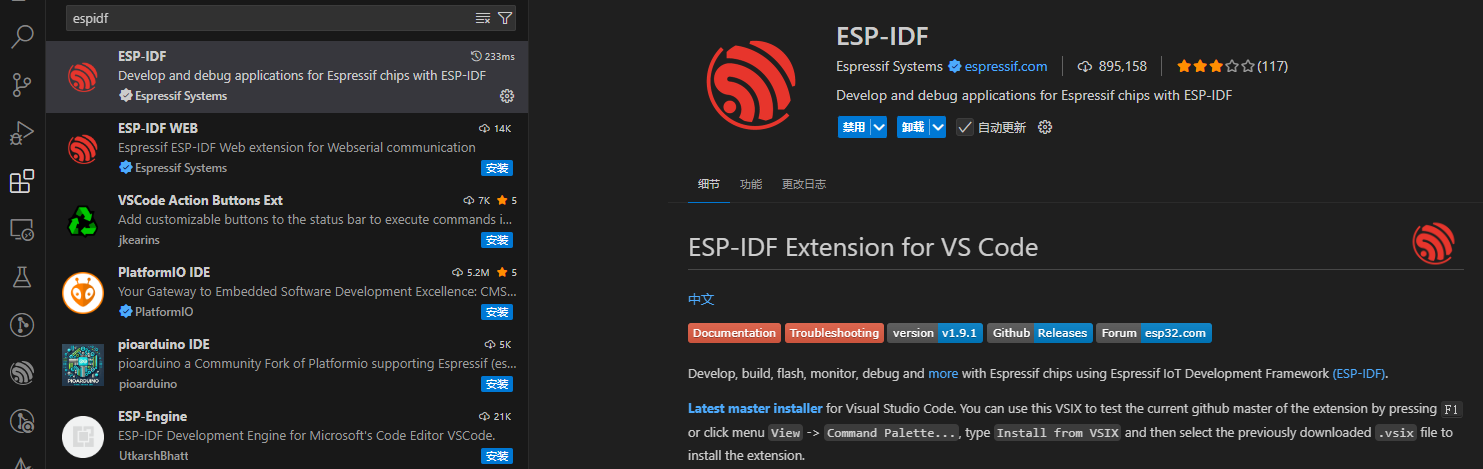 espidf
ESP-IDF
233ms
Develop and debug applications for Espressif chips with ESP-IDF
Espressif Systems
ESP-IDF WEB
14K
Espressif ESP-IDF Web extension for Webserial communication
Espressif Systems
安装
VSCode Action Buttons Ext
7K
5
Add customizable buttons to the status bar to execute commands i...
jkearins
安装
PlatformIO IDE
5.2M
5
Your Gateway to Embedded Software Development Excellence: CMS...
PlatformIO
安装
PIOARDUINO
pioarduino IDE
5K
pioarduino a Community Fork of Platformio supporting Espressif (es...
pioarduino
安装
ESP-Engine
21K
ESP-IDF Development Engine for Microsoft's Code Editor VSCode.
UtkarshBhatt
安装
ESP-IDF
Espressif Systems espressif.com 895,158 (117)
Develop and debug applications for Espressif chips with ESP-IDF
禁用 卸载 自动更新
细节 功能 更改日志
ESP-IDF Extension for VS Code
中文
Documentation Troubleshooting version v1.9.1 Github Releases Forum esp32.com
Develop, build, flash, monitor, debug and more with Espressif chips using Espressif IoT Development Framework (ESP-IDF).
Latest master installer for Visual Studio Code. You can use this VSIX to test the current github master of the extension by pressing F1
or click menu View -> Command Palette..., type Install from VSIX and then select the previously downloaded .vsix file to
install the extension.